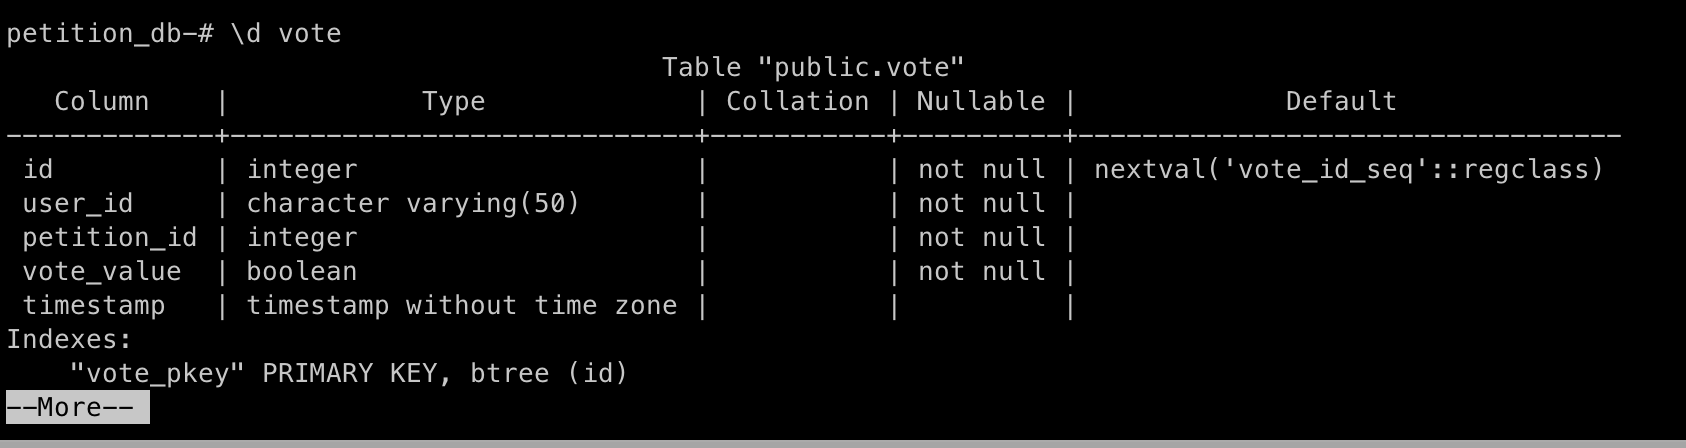 petition_db-# \d vote
                                         Table "public.vote"
   Column    |            Type             | Collation | Nullable |             Default
-------------+-----------------------------+-----------+----------+----------------------------------
 id          | integer                     |           | not null | nextval('vote_id_seq'::regclass)
 user_id     | character varying(50)       |           | not null |
 petition_id | integer                     |           | not null |
 vote_value  | boolean                     |           | not null |
 timestamp   | timestamp without time zone |           |          |
Indexes:
    "vote_pkey" PRIMARY KEY, btree (id)
--More--